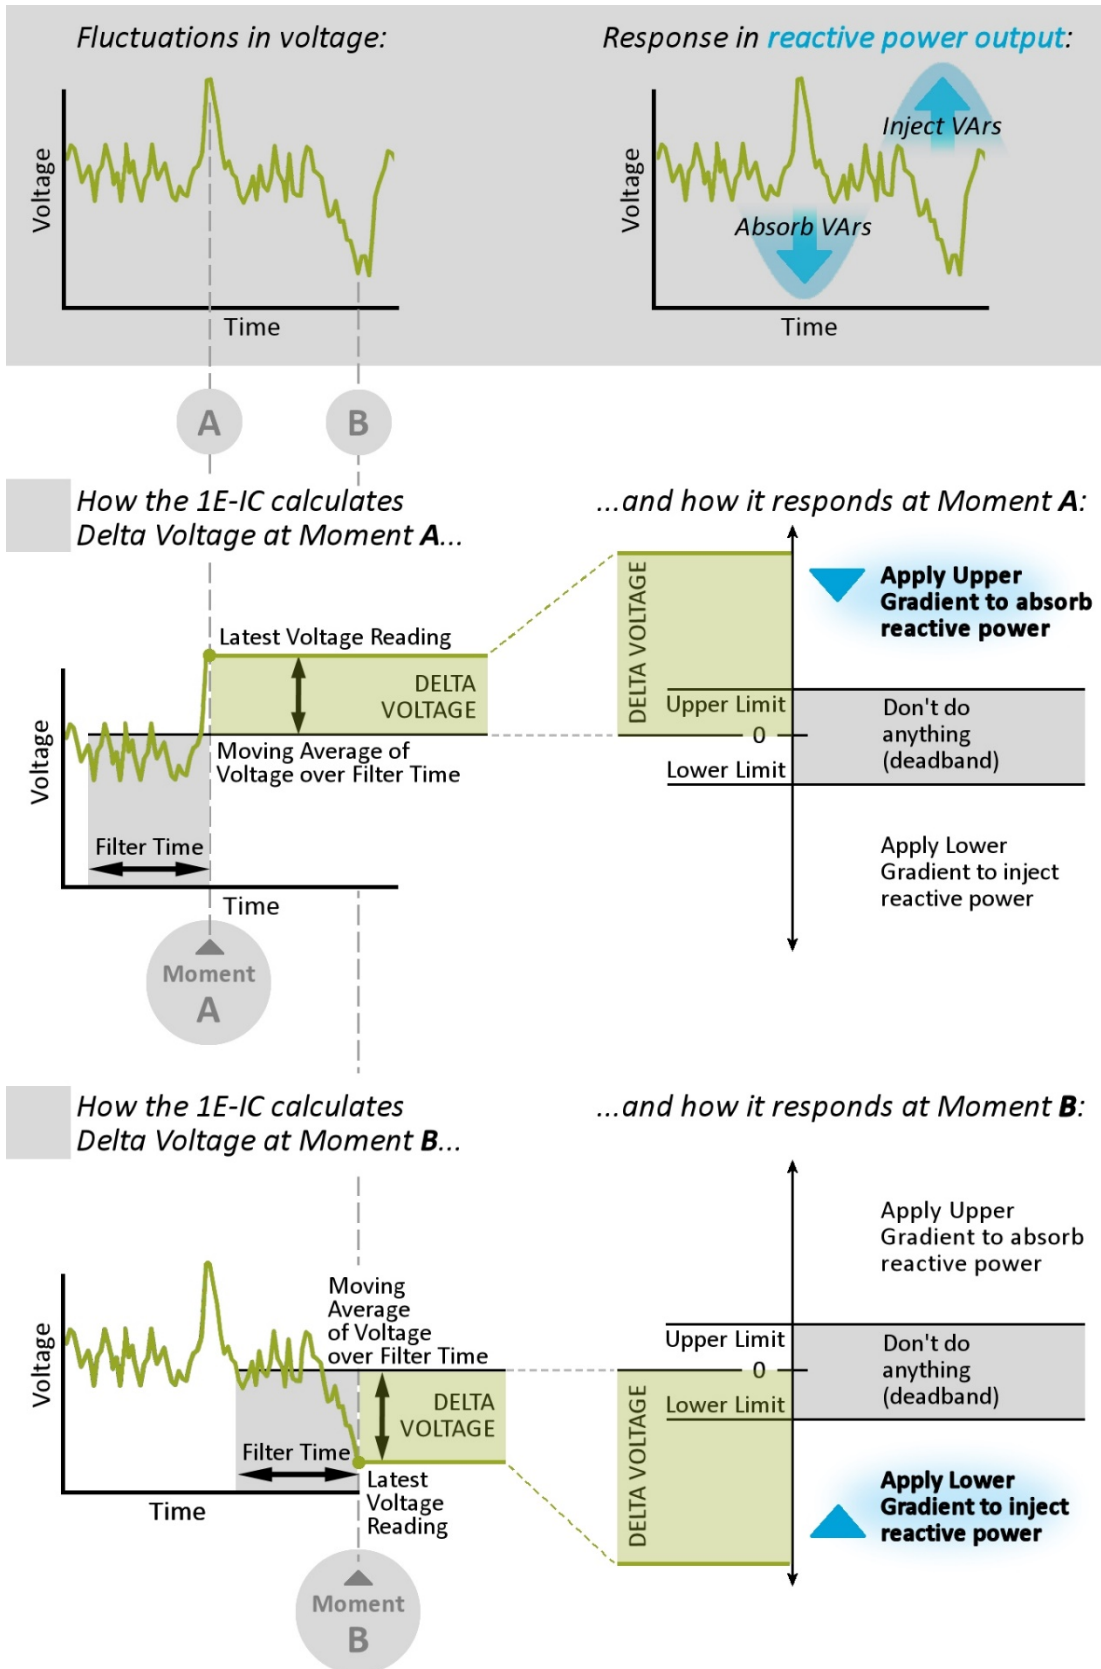 Fluctuations in voltage:
Response in reactive power output:
Voltage
Time
Voltage
Inject VArs
Absorb VArs
Time
A
B
How the 1E-IC calculates
Delta Voltage at Moment A...
...and how it responds at Moment A:
Voltage
Latest Voltage Reading
DELTA
VOLTAGE
Moving Average of
Voltage over Filter Time
Filter Time
Time
Moment
A
DELTA VOLTAGE
Upper Limit
0
Lower Limit
Apply Upper
Gradient to absorb
reactive power
Don't do
anything
(deadband)
Apply Lower
Gradient to inject
reactive power
How the 1E-IC calculates
Delta Voltage at Moment B...
...and how it responds at Moment B:
Voltage
Moving
Average
of Voltage
over Filter Time
DELTA
VOLTAGE
Filter Time
Latest
Voltage
Reading
Time
Moment
B
DELTA VOLTAGE
Upper Limit
0
Lower Limit
Apply Upper
Gradient to absorb
reactive power
Don't do
anything
(deadband)
Apply Lower
Gradient to inject
reactive power